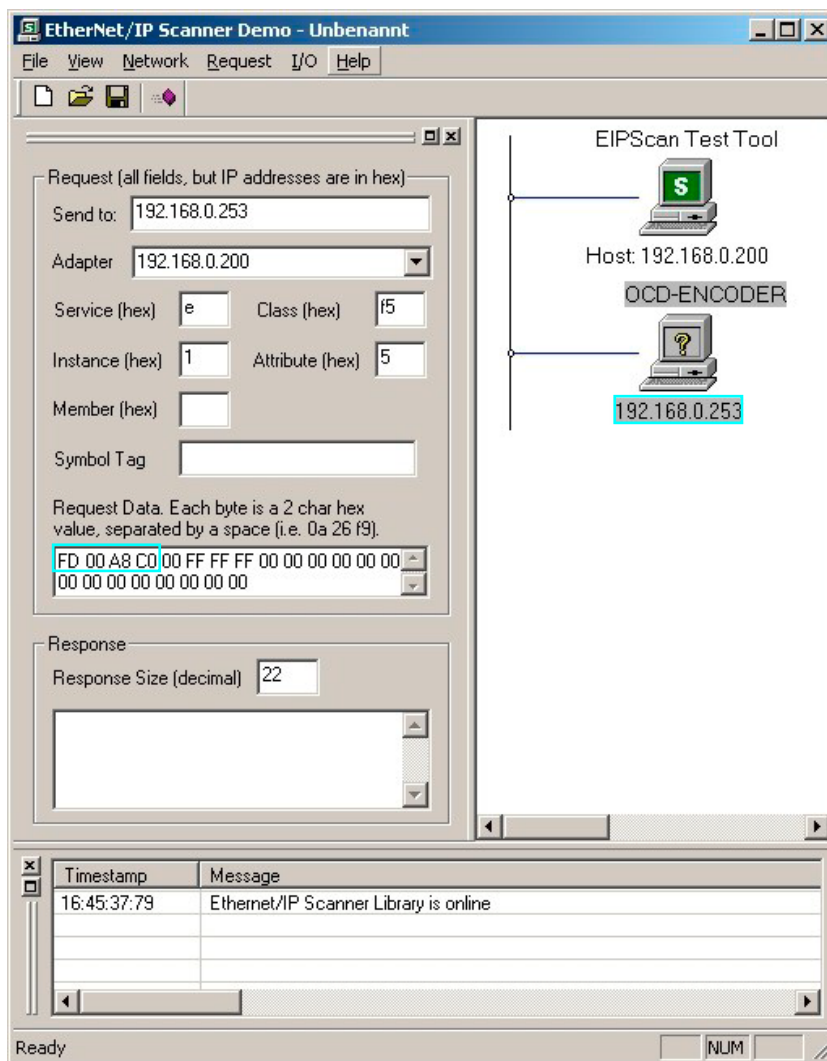 EtherNet/IP Scanner Demo - Unbenannt
File View Network Request I/O Help
Request (all fields, but IP addresses are in hex)
Send to: 192.168.0.253
Adapter 192.168.0.200
Service (hex) e Class (hex) f5
Instance (hex) 1 Attribute (hex) 5
Member (hex)
Symbol Tag
Request Data. Each byte is a 2 char hex
value, separated by a space (i.e. 0a 26 f9).
FD 00 A8 C0 00 FF FF FF 00 00 00 00 00 00
00 00 00 00 00 00 00 00
Response
Response Size (decimal) 22
EIPScan Test Tool
S
Host: 192.168.0.200
OCD-ENCODER
?
192.168.0.253
Timestamp Message
16:45:37:79 Ethernet/IP Scanner Library is online
Ready NUM